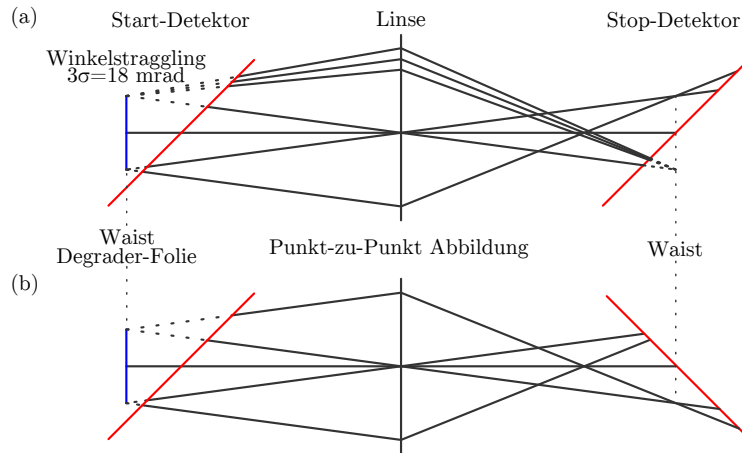 (a)
Start-Detektor
Linse
Stop-Detektor
Winkelstraggling
3σ=18 mrad
Waist
Degrader-Folie
Punkt-zu-Punkt Abbildung
Waist
(b)